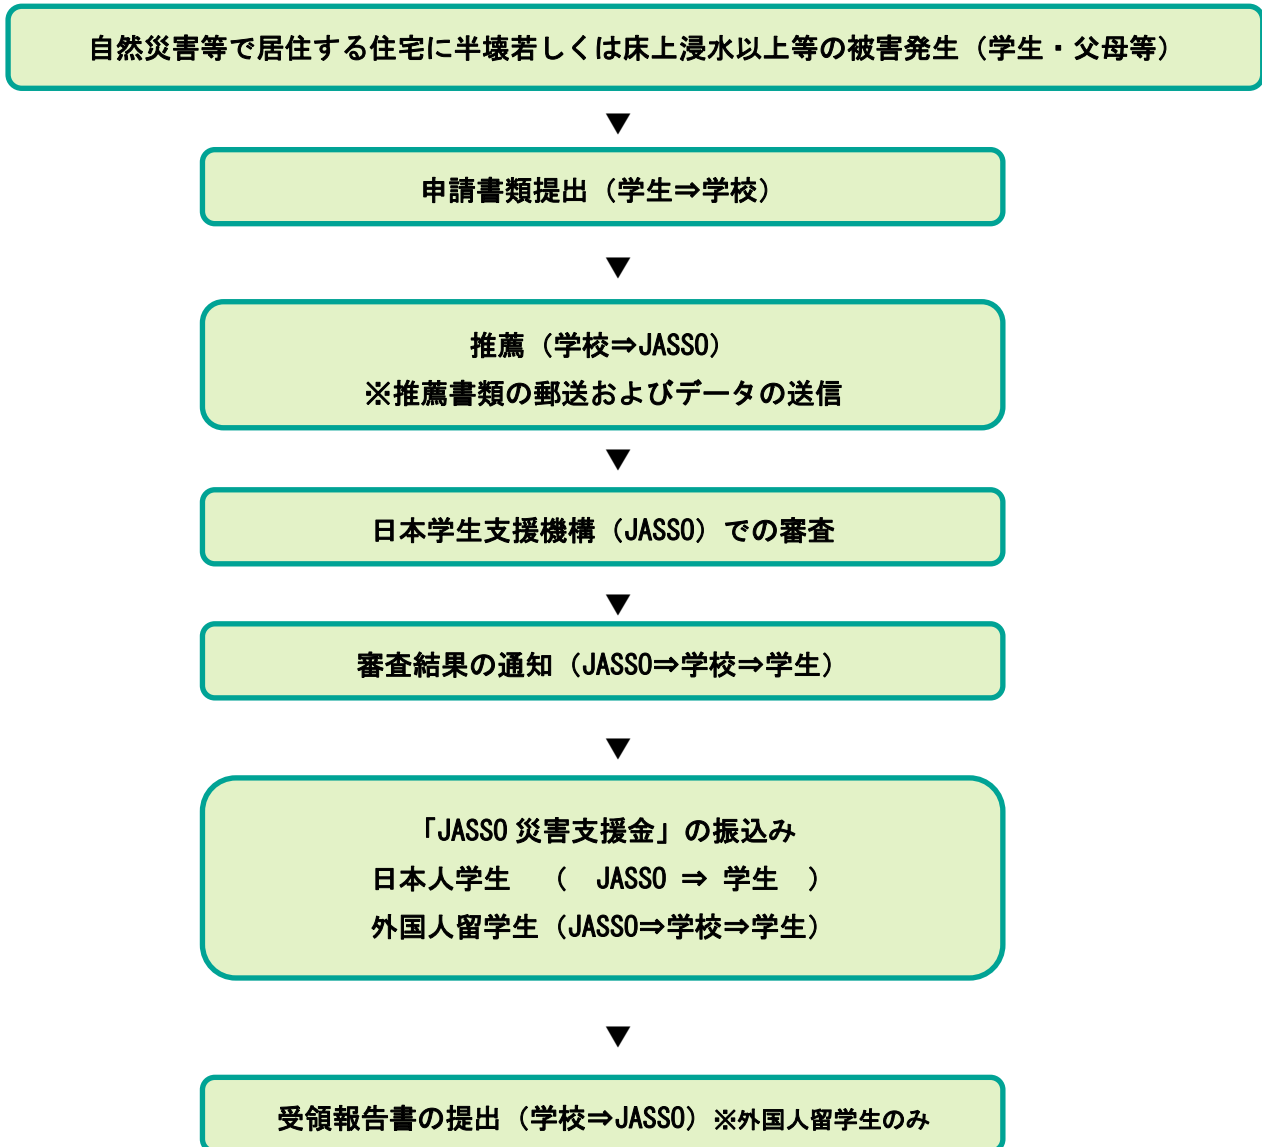 自然災害等で居住する住宅に半壊若しくは床上浸水以上等の被害発生（学生・父母等）
▼
申請書類提出（学生⇒学校）
▼
推薦（学校⇒JASSO）
※推薦書類の郵送およびデータの送信
▼
日本学生支援機構（JASSO）での審査
▼
審査結果の通知（JASSO⇒学校⇒学生）
▼
「JASSO 災害支援金」の振込み
日本人学生　（　JASSO ⇒ 学生　）
外国人留学生（JASSO⇒学校⇒学生）
▼
受領報告書の提出（学校⇒JASSO）※外国人留学生のみ